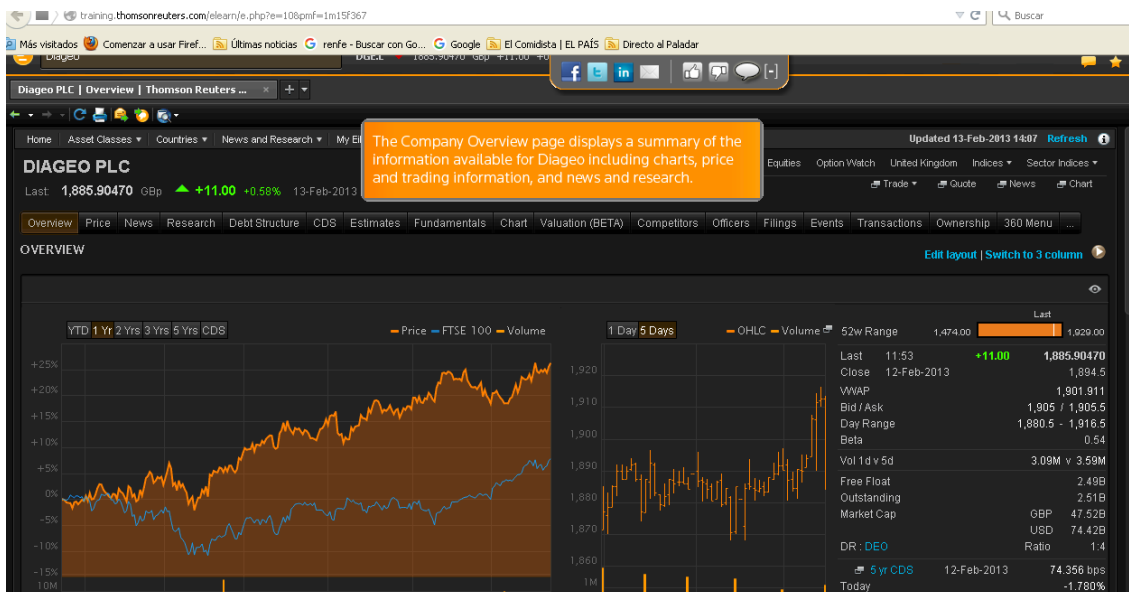 training.thomsonreuters.com/elearn/e.php?e=108pmf=1m15f367
Buscar
Más visitados Comenzar a usar Firef... Últimas noticias renfe - Buscar con Go... Google El Comidista | EL PAÍS Directo al Paladar
Diageo DGE.L 1885.90470 GBp +11.00
[-]
Diageo PLC | Overview | Thomson Reuters ...
Home Asset Classes Countries News and Research My
Updated 13-Feb-2013 14:07 Refresh
The Company Overview page displays a summary of the
information available for Diageo including charts, price
and trading information, and news and research.
DIAGEO PLC
Equities Option Watch United Kingdom Indices Sector Indices
Last: 1,885.90470 GBp +11.00 +0.58% 13-Feb-2013
Trade Quote News Chart
Overview Price News Research Debt Structure CDS Estimates Fundamentals Chart Valuation (BETA) Competitors Officers Filings Events Transactions Ownership 360 Menu ...
OVERVIEW
Edit layout | Switch to 3 column
YTD 1 Yr 2 Yrs 3 Yrs 5 Yrs CDS
Price FTSE 100 Volume
+25%
+20%
+15%
+10%
+5%
0%
-5%
-10%
-15%
10M
1 Day 5 Days
OHLC Volume
1,920
1,910
1,900
1,890
1,880
1,870
1,860
1M
Last
52w Range 1,474.00 1,929.00
Last 11:53 +11.00 1,885.90470
Close 12-Feb-2013 1,894.5
VWAP 1,901.911
Bid / Ask 1,905 / 1,905.5
Day Range 1,880.5 - 1,916.5
Beta 0.54
Vol 1d v 5d 3.09M v 3.59M
Free Float 2.49B
Outstanding 2.51B
Market Cap GBP 47.52B
USD 74.42B
DR : DEO Ratio 1:4
5 yr CDS 12-Feb-2013 74.356 bps
Today -1.780%